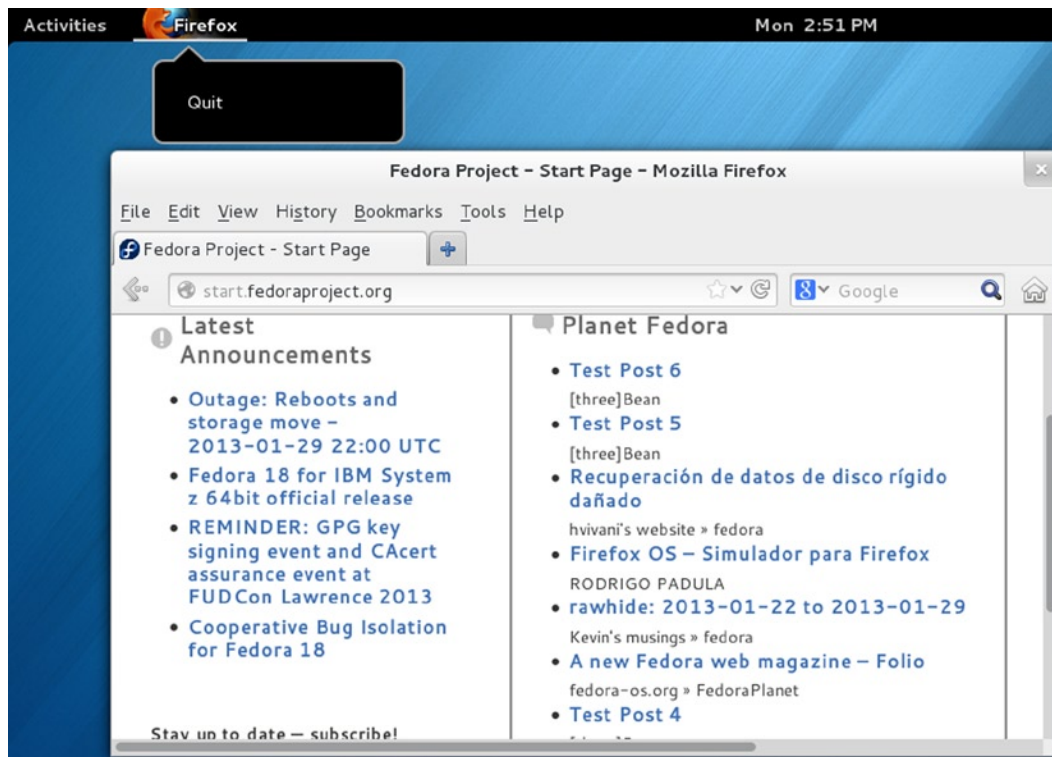 Activities Firefox Mon 2:51 PM
Quit
Fedora Project - Start Page - Mozilla Firefox
File Edit View History Bookmarks Tools Help
Fedora Project - Start Page
start.fedoraproject.org Google
Latest
Announcements
Outage: Reboots and
storage move –
2013-01-29 22:00 UTC
Fedora 18 for IBM System
z 64bit official release
REMINDER: GPG key
signing event and CAcert
assurance event at
FUDCon Lawrence 2013
Cooperative Bug Isolation
for Fedora 18
Stay up to date — subscribe!
Planet Fedora
Test Post 6
[three]Bean
Test Post 5
[three]Bean
Recuperación de datos de disco rígido
dañado
hvivani's website » fedora
Firefox OS – Simulador para Firefox
RODRIGO PADULA
rawhide: 2013-01-22 to 2013-01-29
Kevin's musings » fedora
A new Fedora web magazine – Folio
fedora-os.org » FedoraPlanet
Test Post 4